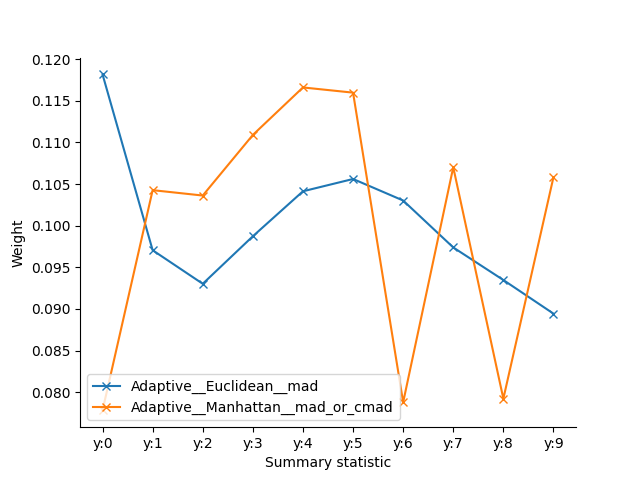 0.120
0.115
0.110
0.105
0.100
0.095
0.090
0.085
0.080
Weight
Adaptive__Euclidean__mad
Adaptive__Manhattan__mad_or_cmad
y:0 y:1 y:2 y:3 y:4 y:5 y:6 y:7 y:8 y:9
Summary statistic